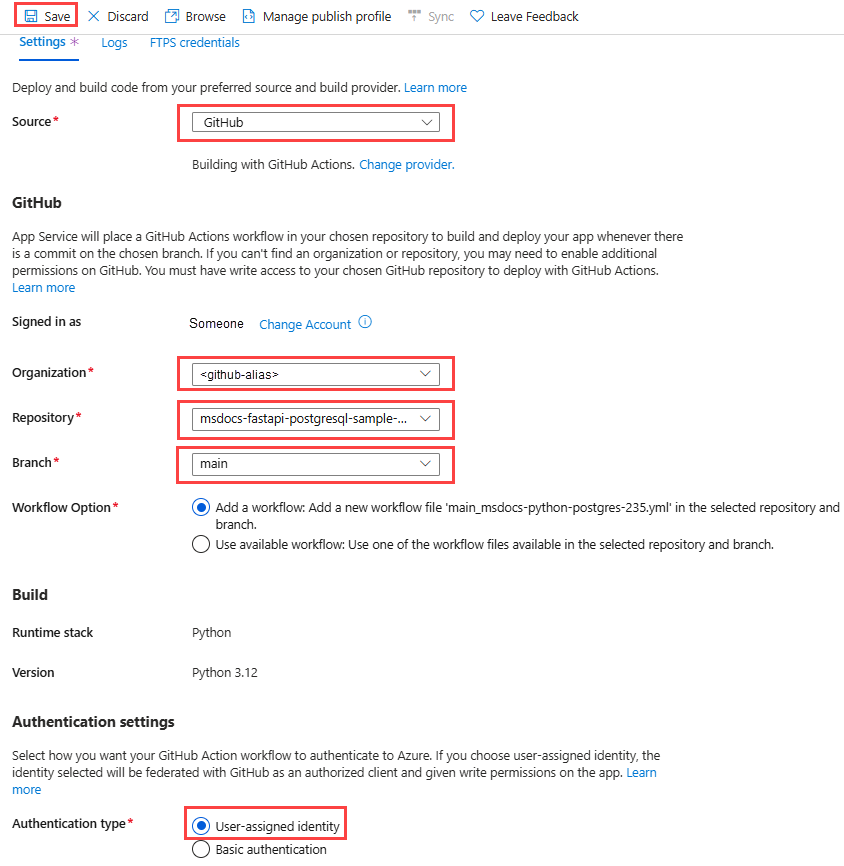 Save Discard Browse Manage publish profile Sync Leave Feedback
Settings * Logs FTPS credentials
Deploy and build code from your preferred source and build provider. Learn more
Source* GitHub
Building with GitHub Actions. Change provider.
GitHub
App Service will place a GitHub Actions workflow in your chosen repository to build and deploy your app whenever there
is a commit on the chosen branch. If you can't find an organization or repository, you may need to enable additional
permissions on GitHub. You must have write access to your chosen GitHub repository to deploy with GitHub Actions.
Learn more
Signed in as Someone Change Account
Organization* <github-alias>
Repository* msdocs-fastapi-postgresql-sample-...
Branch* main
Workflow Option* Add a workflow: Add a new workflow file 'main_msdocs-python-postgres-235.yml' in the selected repository and
branch.
Use available workflow: Use one of the workflow files available in the selected repository and branch.
Build
Runtime stack Python
Version Python 3.12
Authentication settings
Select how you want your GitHub Action workflow to authenticate to Azure. If you choose user-assigned identity, the
identity selected will be federated with GitHub as an authorized client and given write permissions on the app. Learn
more
Authentication type* User-assigned identity
Basic authentication